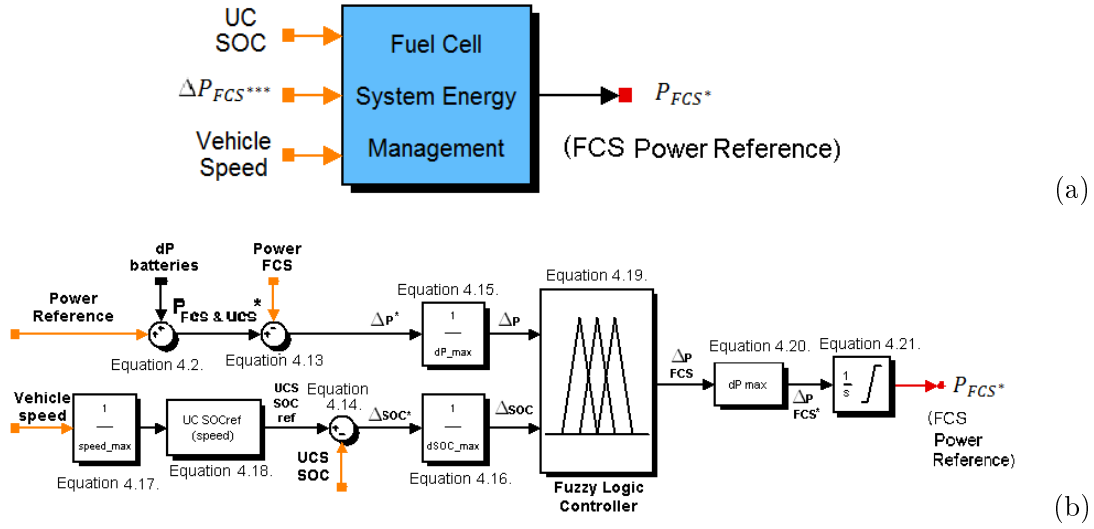 UC
SOC
Fuel Cell
ΔP_FCS***
System Energy
P_FCS*
Vehicle
Speed
Management
(FCS Power Reference)
(a)
dP
batteries
Power
FCS
Power
Reference
P_FCS & UCS*
Equation 4.2.
Equation 4.13
ΔP*
Equation 4.15.
1
dP_max
ΔP
Equation 4.19.
Fuzzy Logic
Controller
ΔP
FCS
Equation 4.20.
dP max
ΔP
FCS*
Equation 4.21.
1
s
P_FCS*
(FCS
Power
Reference)
Vehicle
speed
1
speed_max
Equation 4.17.
UC SOCref
(speed)
Equation 4.18.
UCS
SOC
ref
Equation
4.14.
UCS
SOC
ΔSOC*
1
dSOC_max
Equation 4.16.
ΔSOC
(b)